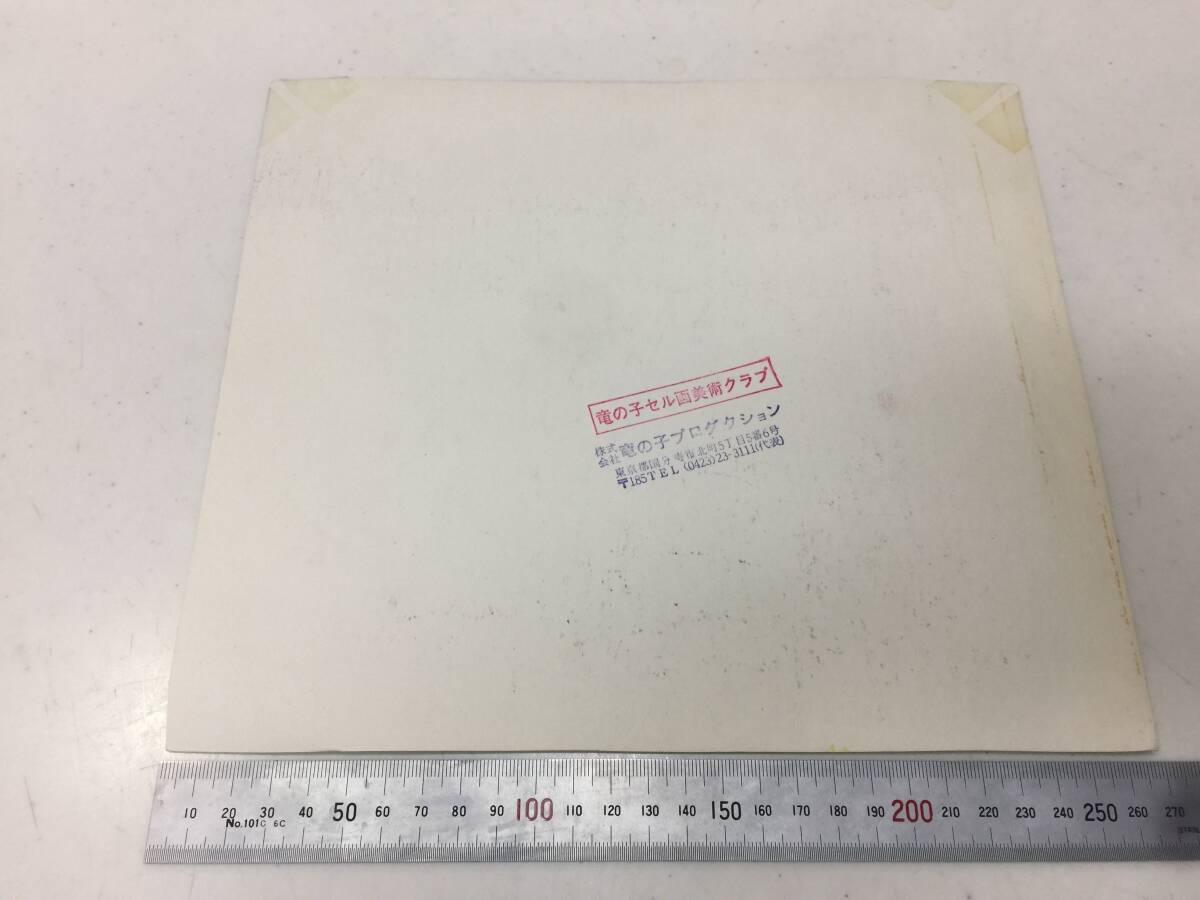 竜の子セル画美術クラブ
株式会社 竜の子プロダクション
東京都国分寺市北町5丁目5番6号
〒185TEL (0423)23-3111(代表)
10 20 30 40 50 60 70 80 90 100 110 120 130 140 150 160 170 180 190 200 210 220 230 240 250 260 270
No.101C 6C